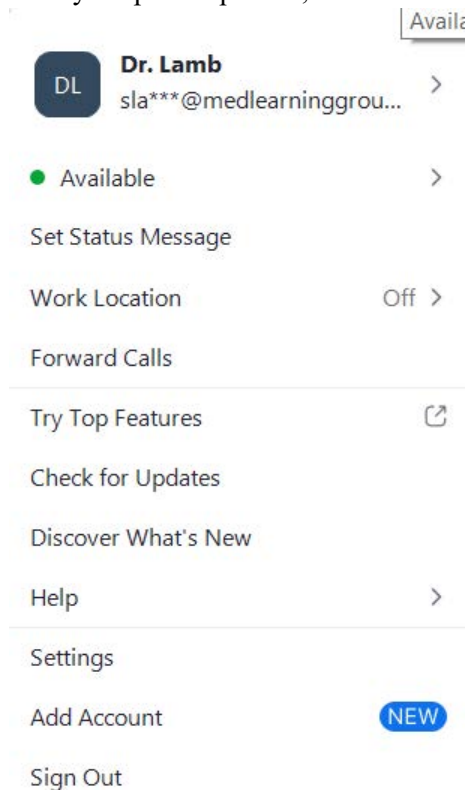 Availa
DL
Dr. Lamb
sla***@medlearninggrou...
Available
Set Status Message
Work Location Off
Forward Calls
Try Top Features
Check for Updates
Discover What's New
Help
Settings
Add Account NEW
Sign Out